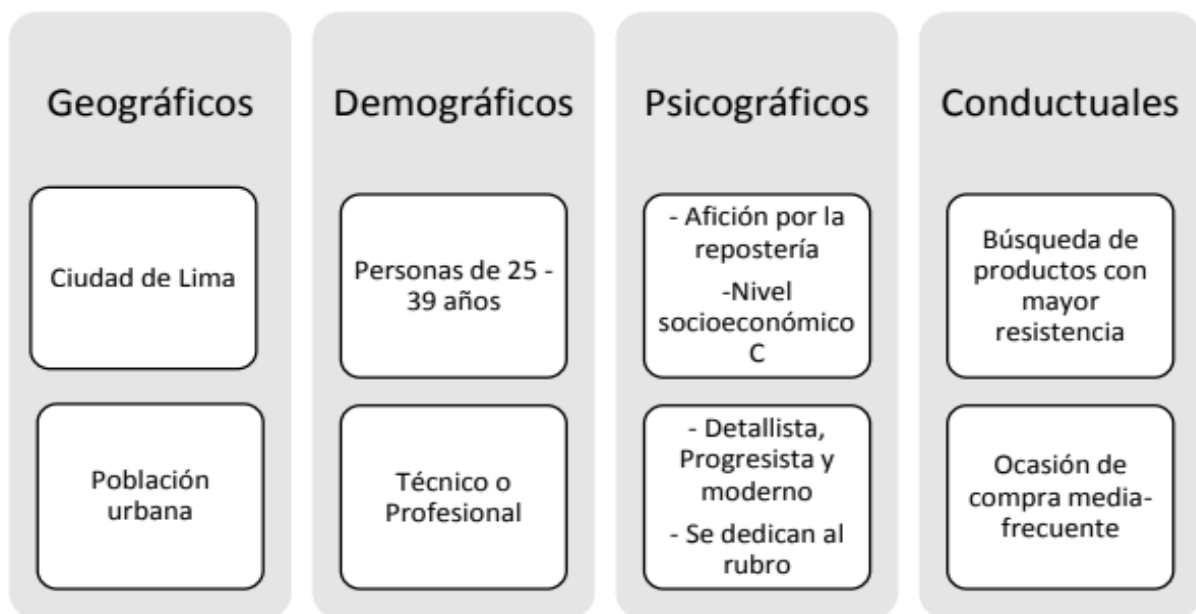 Geográficos
Ciudad de Lima
Población
urbana
Demográficos
Personas de 25 -
39 años
Técnico o
Profesional
Psicográficos
- Afición por la
repostería
-Nivel
socioeconómico
C
- Detallista,
Progresista y
moderno
- Se dedican al
rubro
Conductuales
Búsqueda de
productos con
mayor
resistencia
Ocasión de
compra media-
frecuente